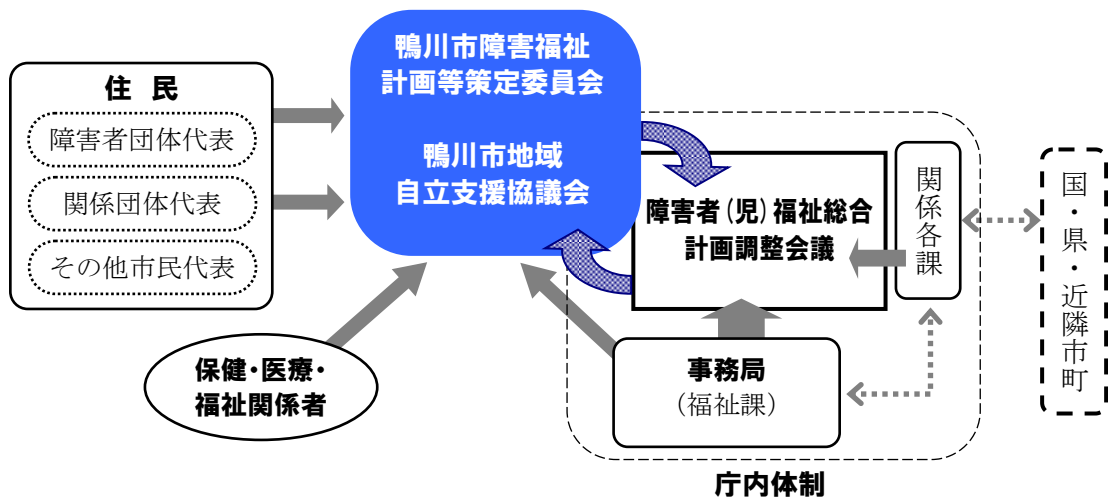 住 民
障害者団体代表
関係団体代表
その他市民代表
鴨川市障害福祉
計画等策定委員会
鴨川市地域
自立支援協議会
保健・医療・
福祉関係者
障害者(児)福祉総合
計画調整会議
関係各課
事務局
(福祉課)
庁内体制
国・県・近隣市町